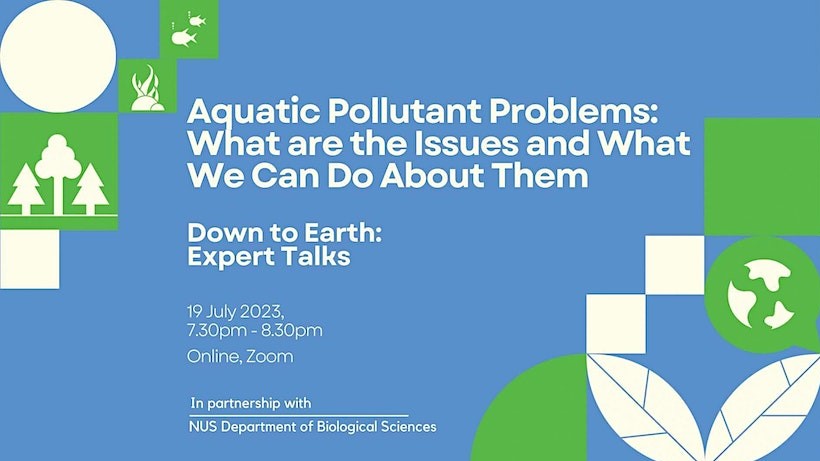 Aquatic Pollutant Problems:
What are the Issues and What
We Can Do About Them
Down to Earth:
Expert Talks
19 July 2023,
7.30pm - 8.30pm
Online, Zoom
In partnership with
NUS Department of Biological Sciences